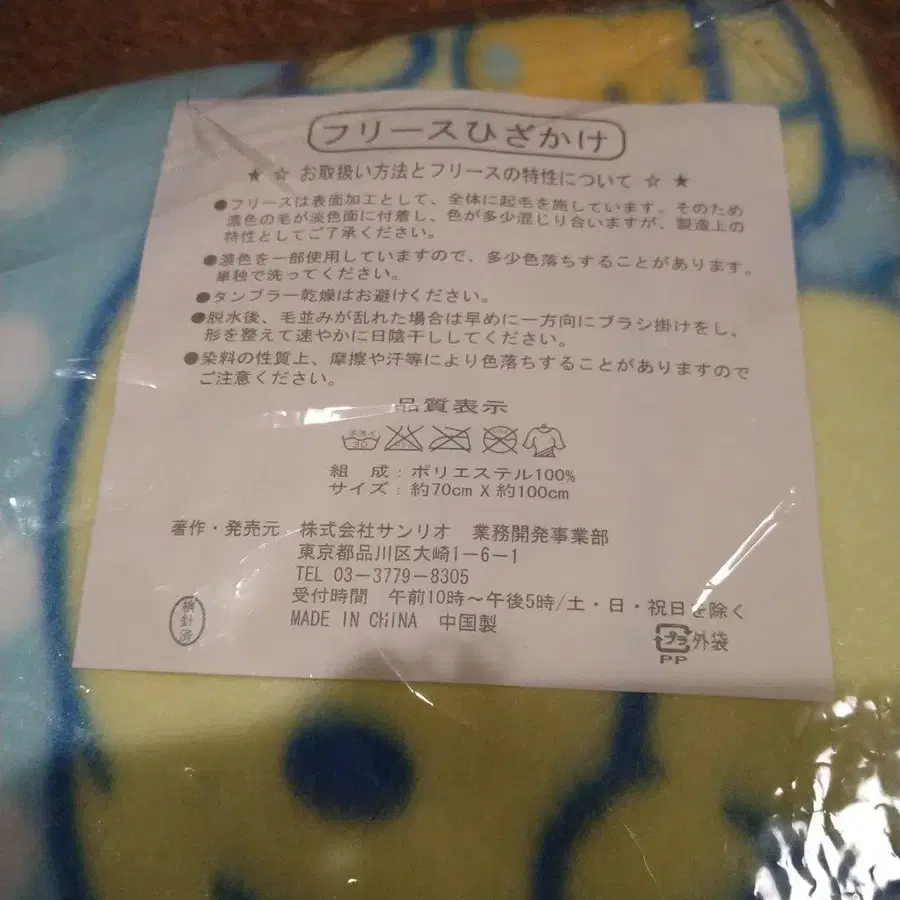 フリースひざかけ
★ ☆ お取扱い方法とフリースの特性について ☆ ★
●フリースは表面加工として、全体に起毛を施しています。そのため
濃色の毛が淡色面に付着し、色が多少混じり合いますが、製造上の
特性としてご了承ください。
●濃色を一部使用していますので、多少色落ちすることがあります。
単独で洗ってください。
●タンブラー乾燥はお避けください。
●脱水後、毛並みが乱れた場合は早めに一方向にブラシ掛けをし、
形を整えて速やかに日陰干ししてください。
●染料の性質上、摩擦や汗等により色落ちすることがありますので
ご注意ください。
品質表示
手洗イ 30
組 成：ポリエステル100%
サイズ：約70cm X 約100cm
著作・発売元 株式会社サンリオ 業務開発事業部
東京都品川区大崎1-6-1
TEL 03-3779-8305
受付時間 午前10時～午後5時/土・日・祝日を除く
MADE IN CHINA 中国製
検針済
プラ 外袋
PP